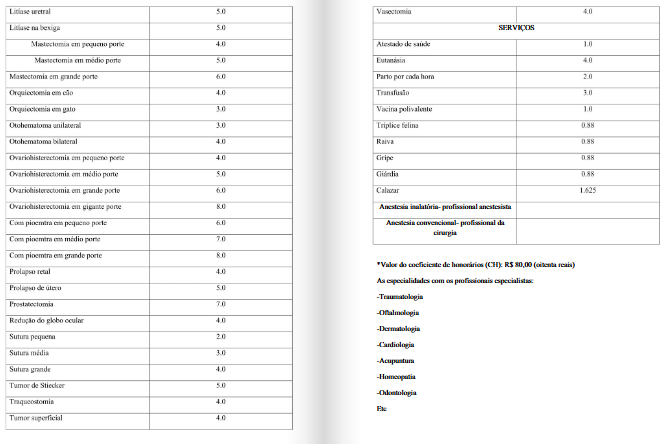 Litíase uretral 5.0
Litíase na bexiga 5.0
Mastectomia em pequeno porte 4.0
Mastectomia em médio porte 5.0
Mastectomia em grande porte 6.0
Orquiectomia em cão 4.0
Orquiectomia em gato 3.0
Otohematoma unilateral 3.0
Otohematoma bilateral 4.0
Ovariohisterectomia em pequeno porte 4.0
Ovariohisterectomia em médio porte 5.0
Ovariohisterectomia em grande porte 6.0
Ovariohisterectomia em gigante porte 8.0
Com piometra em pequeno porte 6.0
Com piometra em médio porte 7.0
Com piometra em grande porte 8.0
Prolapso retal 4.0
Prolapso de útero 5.0
Prostatectomia 7.0
Redução do globo ocular 4.0
Sutura pequena 2.0
Sutura média 3.0
Sutura grande 4.0
Tumor de Sticcker 5.0
Traqueostomia 4.0
Tumor superficial 4.0
Vasectomia 4.0
SERVIÇOS
Atestado de saúde 1.0
Eutanásia 4.0
Parto por cada hora 2.0
Transfusão 3.0
Vacina polivalente 1.0
Tríplice felina 0.88
Raiva 0.88
Gripe 0.88
Giárdia 0.88
Calazar 1.625
Anestesia inalatória- profissional anestesista
Anestesia convencional- profissional da
cirurgia
*Valor do coeficiente de honorários (CH): R$ 80,00 (oitenta reais)
As especialidades com os profissionais especialistas:
-Traumatologia
-Oftalmologia
-Dermatologia
-Cardiologia
-Acupuntura
-Homeopatia
-Odontologia
Etc